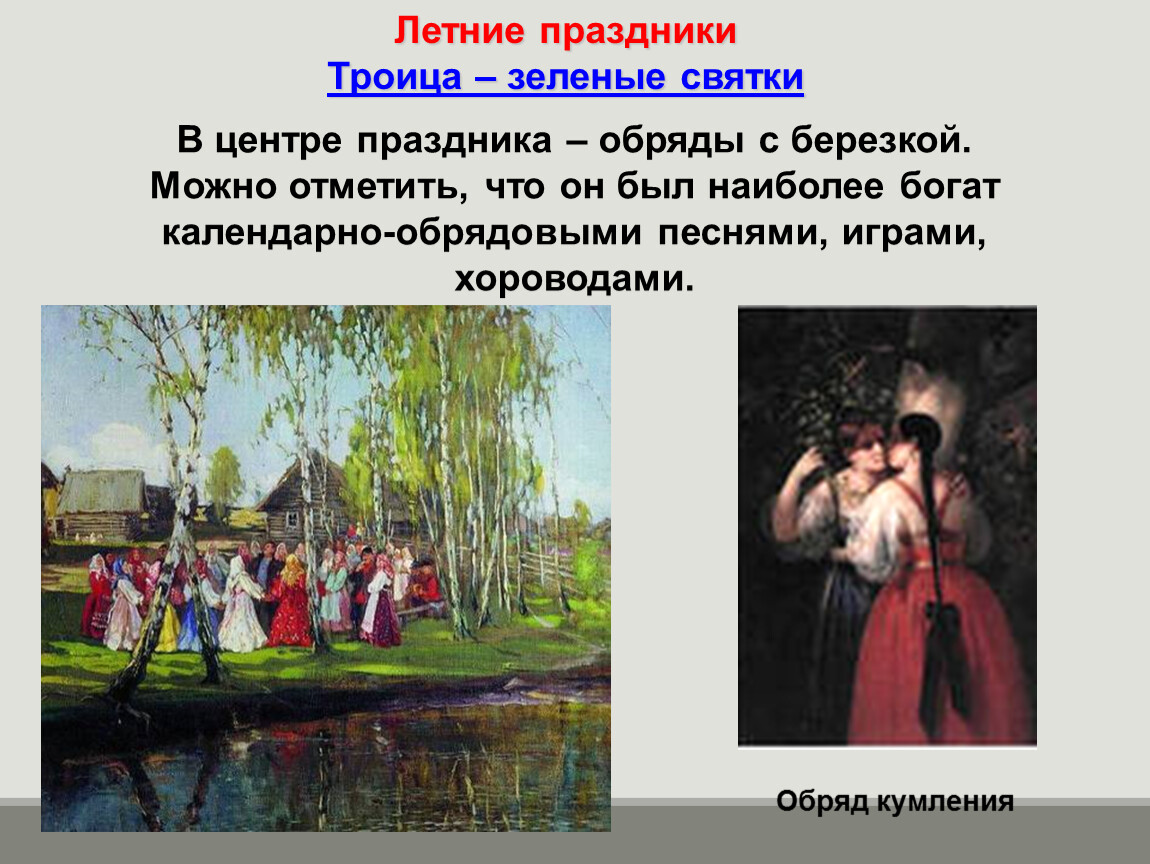 Летние праздники
Троица – зеленые святки
В центре праздника – обряды с березкой.
Можно отметить, что он был наиболее богат
календарно-обрядовыми песнями, играми,
хороводами.
Обряд кумления